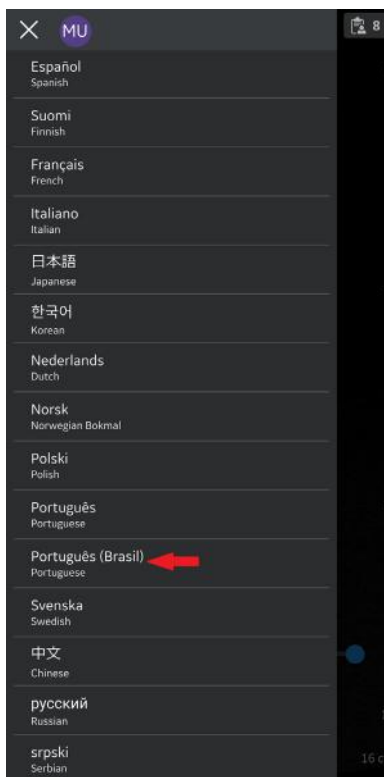 MU
8
Español
Spanish
Suomi
Finnish
Français
French
Italiano
Italian
日本語
Japanese
한국어
Korean
Nederlands
Dutch
Norsk
Norwegian Bokmal
Polski
Polish
Português
Portuguese
Português (Brasil)
Portuguese
Svenska
Swedish
中文
Chinese
русский
Russian
srpski
Serbian
16